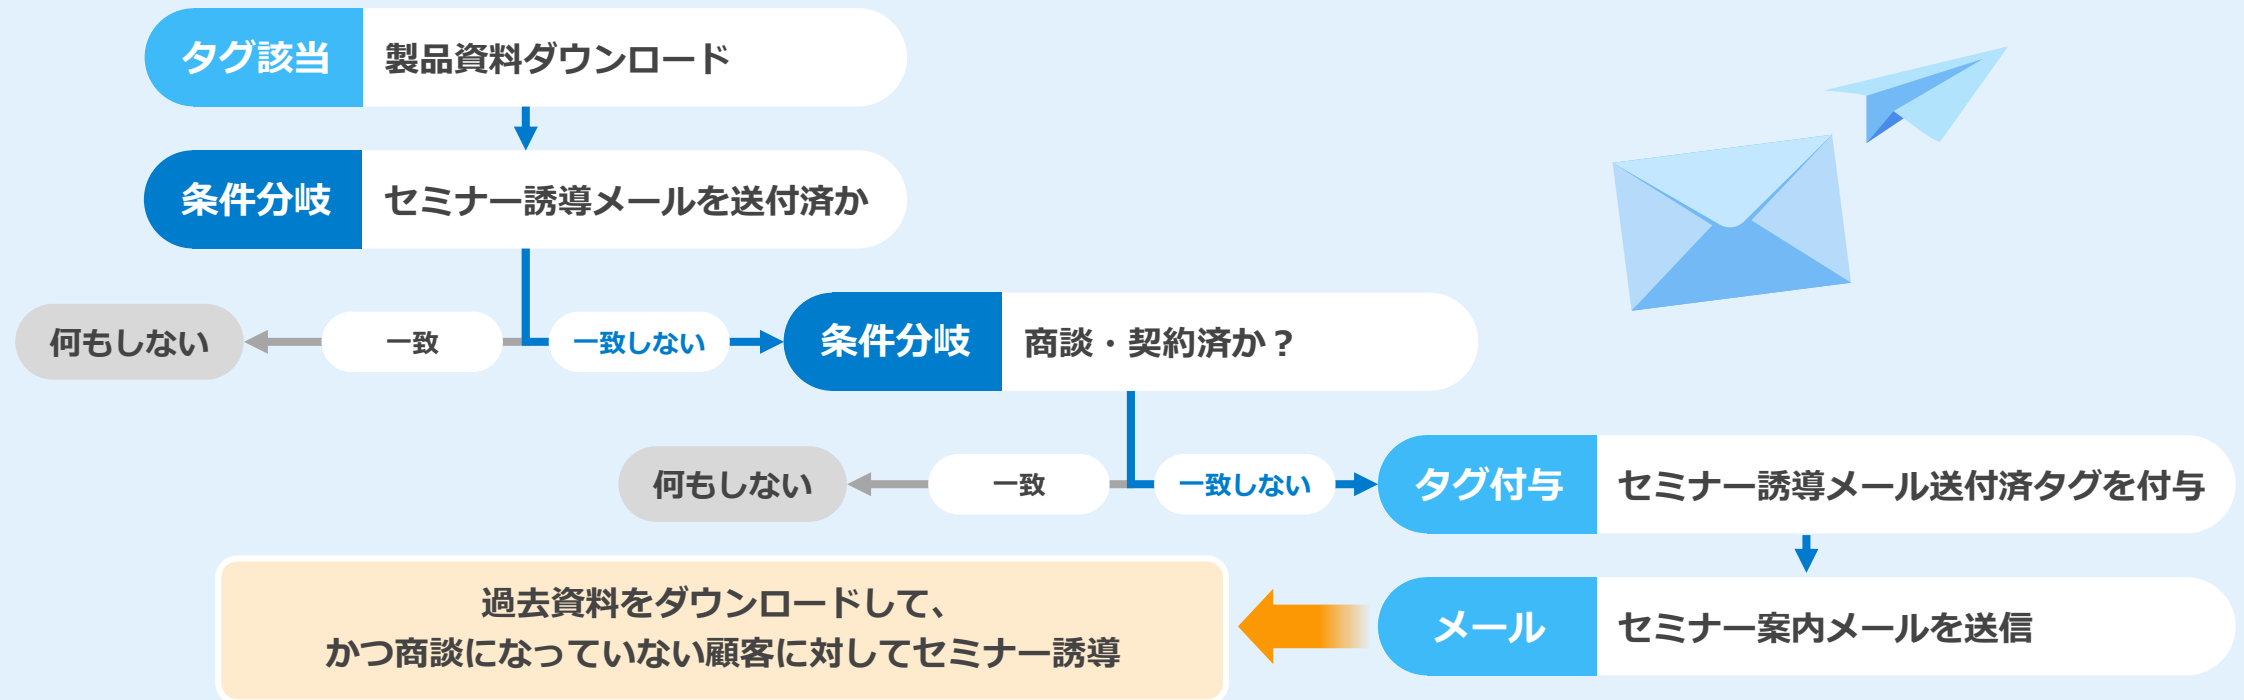 タグ該当 製品資料ダウンロード
条件分岐 セミナー誘導メールを送付済か
何もしない 一致 一致しない 条件分岐 商談・契約済か？
何もしない 一致 一致しない タグ付与 セミナー誘導メール送付済タグを付与
過去資料をダウンロードして、
かつ商談になっていない顧客に対してセミナー誘導
メール セミナー案内メールを送信